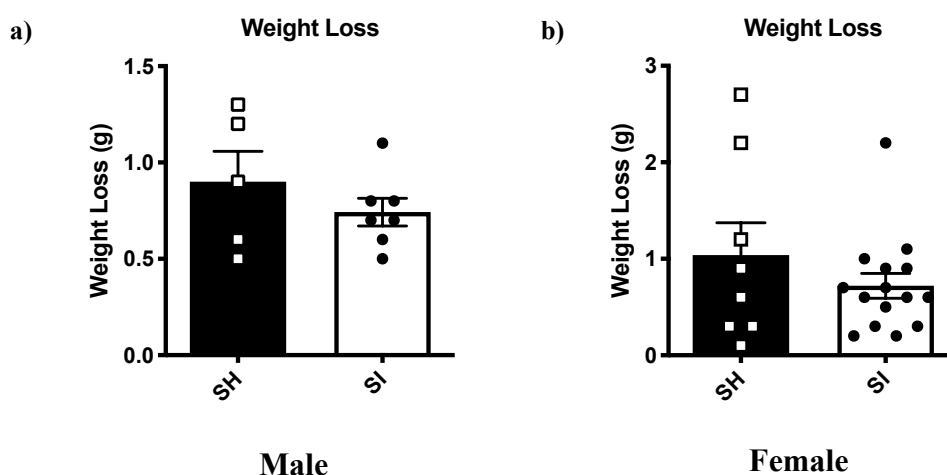 a)
Weight Loss
Weight Loss (g)
1.5
1.0
0.5
0.0
SH
SI
Male
b)
Weight Loss
Weight Loss (g)
3
2
1
0
SH
SI
Female